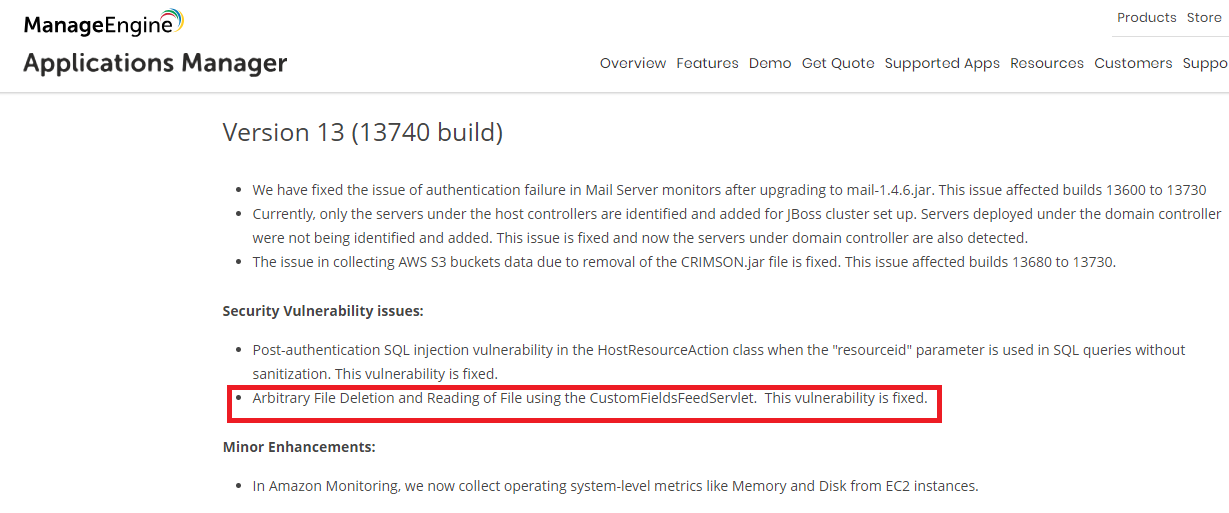 ManageEngine
Products Store
Applications Manager
Overview Features Demo Get Quote Supported Apps Resources Customers Suppo
Version 13 (13740 build)
We have fixed the issue of authentication failure in Mail Server monitors after upgrading to mail-1.4.6.jar. This issue affected builds 13600 to 13730
Currently, only the servers under the host controllers are identified and added for JBoss cluster set up. Servers deployed under the domain controller
were not being identified and added. This issue is fixed and now the servers under domain controller are also detected.
The issue in collecting AWS S3 buckets data due to removal of the CRIMSON.jar file is fixed. This issue affected builds 13680 to 13730.
Security Vulnerability issues:
Post-authentication SQL injection vulnerability in the HostResourceAction class when the "resourceid" parameter is used in SQL queries without
sanitization. This vulnerability is fixed.
Arbitrary File Deletion and Reading of File using the CustomFieldsFeedServlet.  This vulnerability is fixed.
Minor Enhancements:
In Amazon Monitoring, we now collect operating system-level metrics like Memory and Disk from EC2 instances.